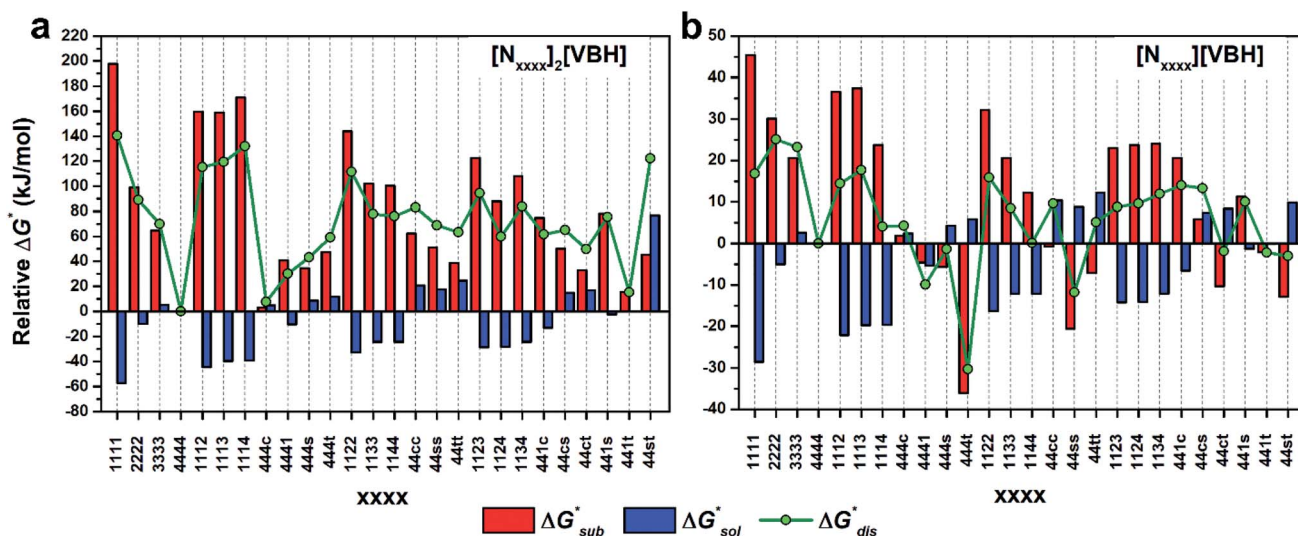 a
[Nxxxx]2[VBH]
Relative ΔG* (kJ/mol)
220
200
180
160
140
120
100
80
60
40
20
0
-20
-40
-60
-80
1111
2222
3333
4444
1112
1113
1114
444c
4441
444s
444t
1122
1133
1144
44cc
44ss
44tt
1123
1124
1134
441c
44cs
44ct
441s
441t
44st
xxxx
b
[Nxxxx][VBH]
50
40
30
20
10
0
-10
-20
-30
-40
1111
2222
3333
4444
1112
1113
1114
444c
4441
444s
444t
1122
1133
1144
44cc
44ss
44tt
1123
1124
1134
441c
44cs
44ct
441s
441t
44st
xxxx
ΔG*sub ΔG*sol ΔG*dis